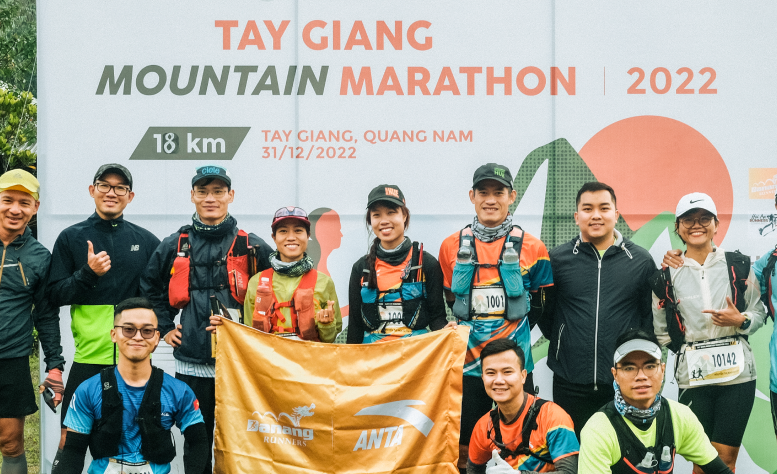 TAY GIANG
MOUNTAIN MARATHON | 2022
18 km
TAY GIANG, QUANG NAM
31/12/2022
1001
10142
Danang
RUNNERS
ANTA